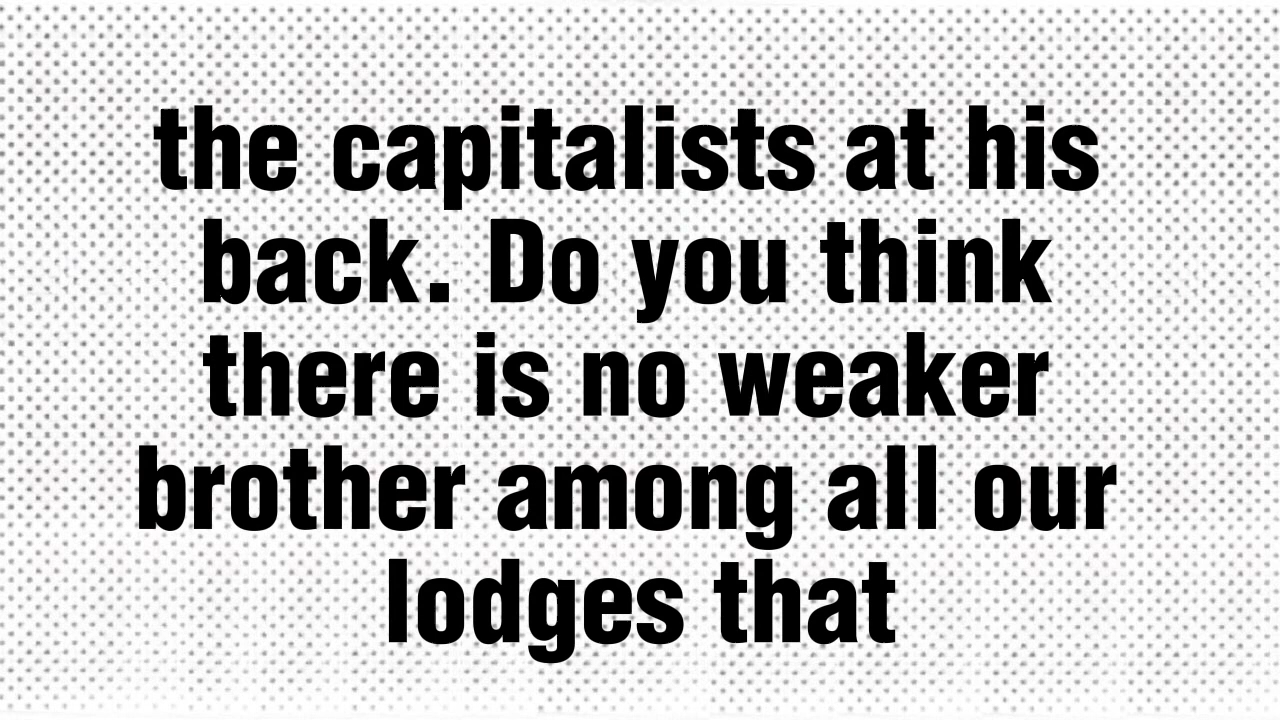 the capitalists at his
back. Do you think
there is no weaker
brother among all our
lodges that